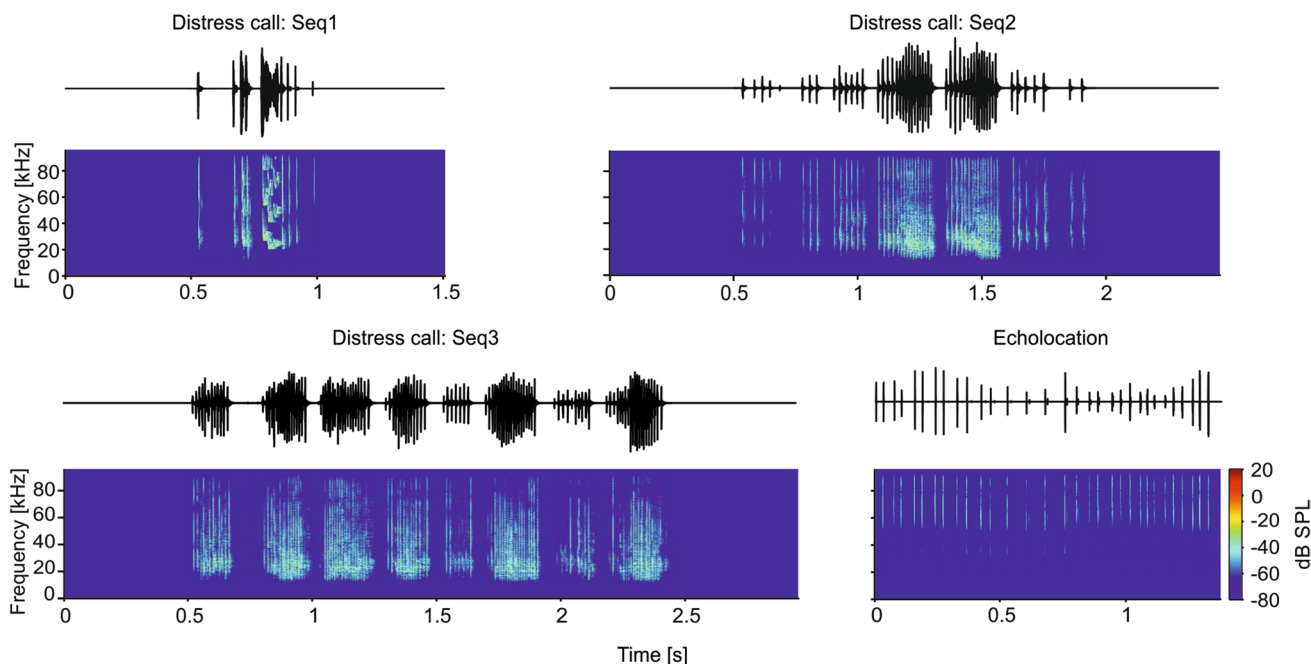 Distress call: Seq1
Distress call: Seq2
Frequency [kHz]
80
60
40
20
0
0 0.5 1 1.5
0 0.5 1 1.5 2
Distress call: Seq3
Echolocation
Frequency [kHz]
80
60
40
20
0
0 0.5 1 1.5 2 2.5
0 0.5 1
20
0
-20
-40
-60
-80
dB SPL
Time [s]